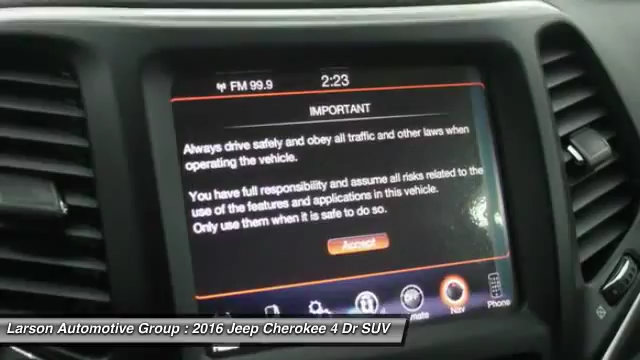 FM 99.9 2:23
IMPORTANT
Always drive safely and obey all traffic and other laws when
operating the vehicle.
You have full responsibility and assume all risks related to the
use of the features and applications in this vehicle.
Only use them when it is safe to do so.
Accept
OFF
Nav Phone
Larson Automotive Group : 2016 Jeep Cherokee 4 Dr SUV